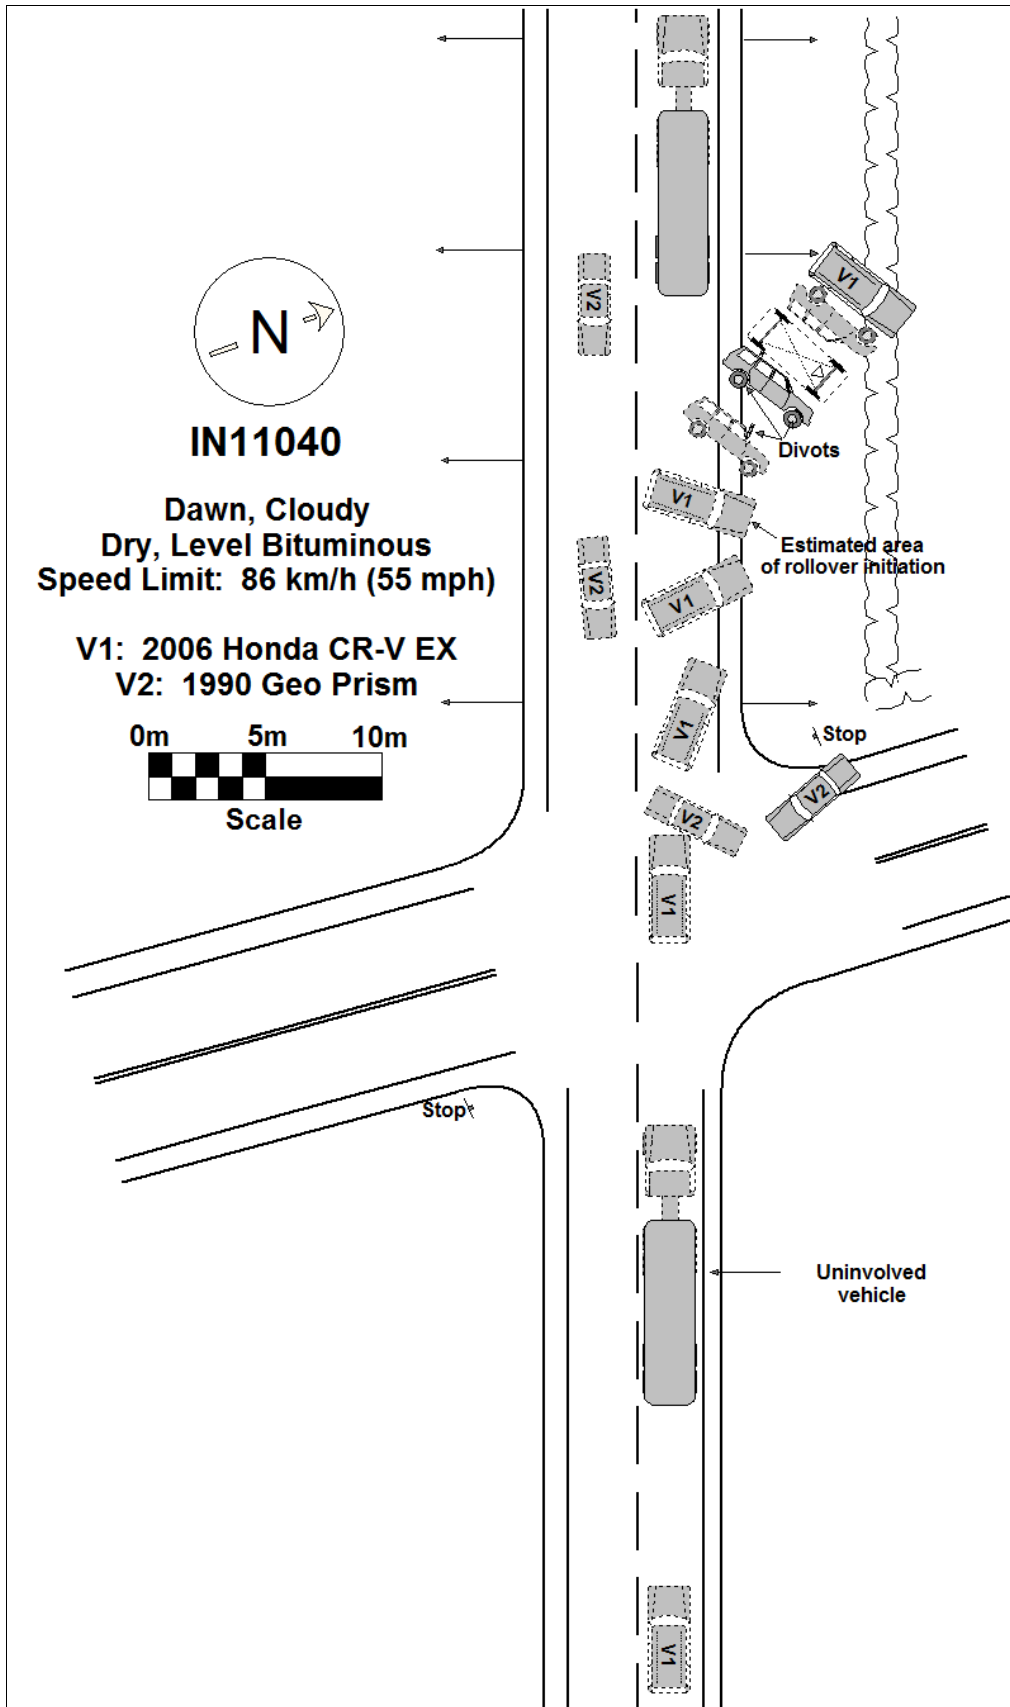 V1
V2
N
IN11040
Divots
V1
Dawn, Cloudy
Dry, Level Bituminous
Speed Limit:  86 km/h (55 mph)
Estimated area
of rollover initiation
V2
V1
V1: 2006 Honda CR-V EX
V2: 1990 Geo Prism
V1
0m 5m 10m
Scale
Stop
V2
V2
V1
Stop
Uninvolved
vehicle
V1